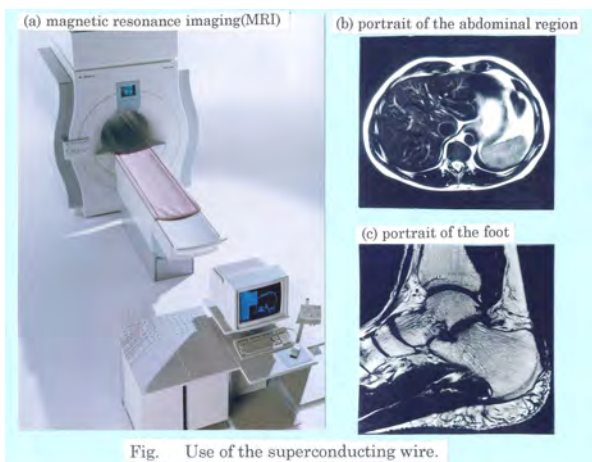 (a) magnetic resonance imaging(MRI)
(b) portrait of the abdominal region
(c) portrait of the foot
Fig. Use of the superconducting wire.